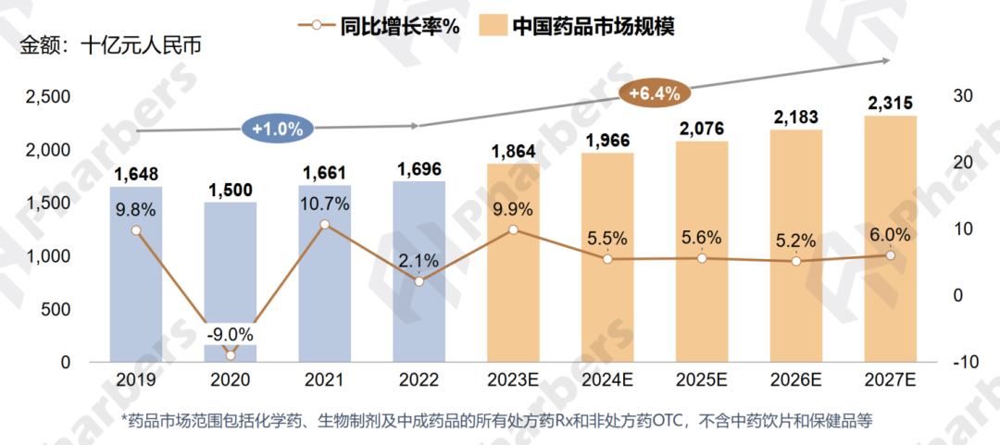 同比增长率% 中国药品市场规模
金额：十亿元人民币
+1.0% +6.4%
2,500 30
2,000 20
1,500 10
1,000 0
500 -10
0
1,648 1,500 1,661 1,696 1,864 1,966 2,076 2,183 2,315
9.8% -9.0% 10.7% 2.1% 9.9% 5.5% 5.6% 5.2% 6.0%
2019 2020 2021 2022 2023E 2024E 2025E 2026E 2027E
*药品市场范围包括化学药、生物制剂及中成药品的所有处方药Rx和非处方药OTC，不含中药饮片和保健品等
Pharbers
Pharbers
Pharbers
Pharbers
Pharbers
Pharbers